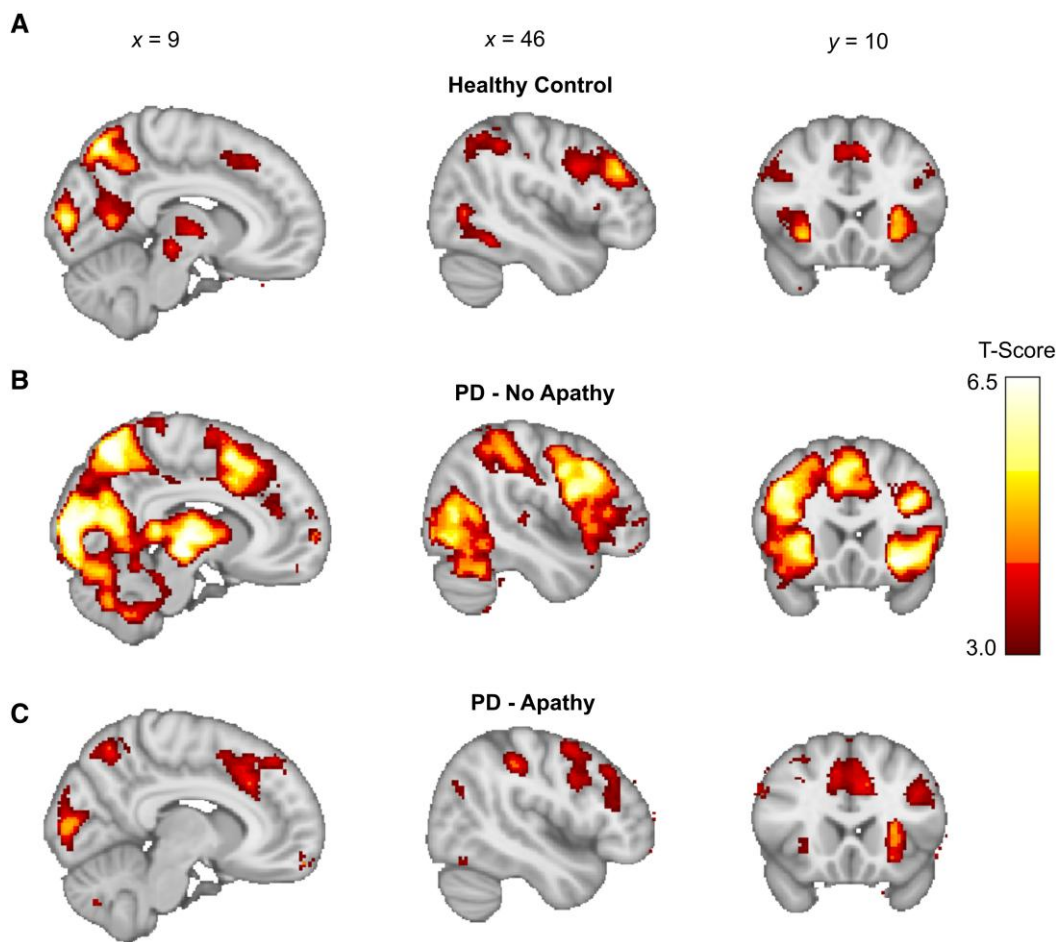 A
x = 9
x = 46
y = 10
Healthy Control
B
PD - No Apathy
T-Score
6.5
3.0
C
PD - Apathy